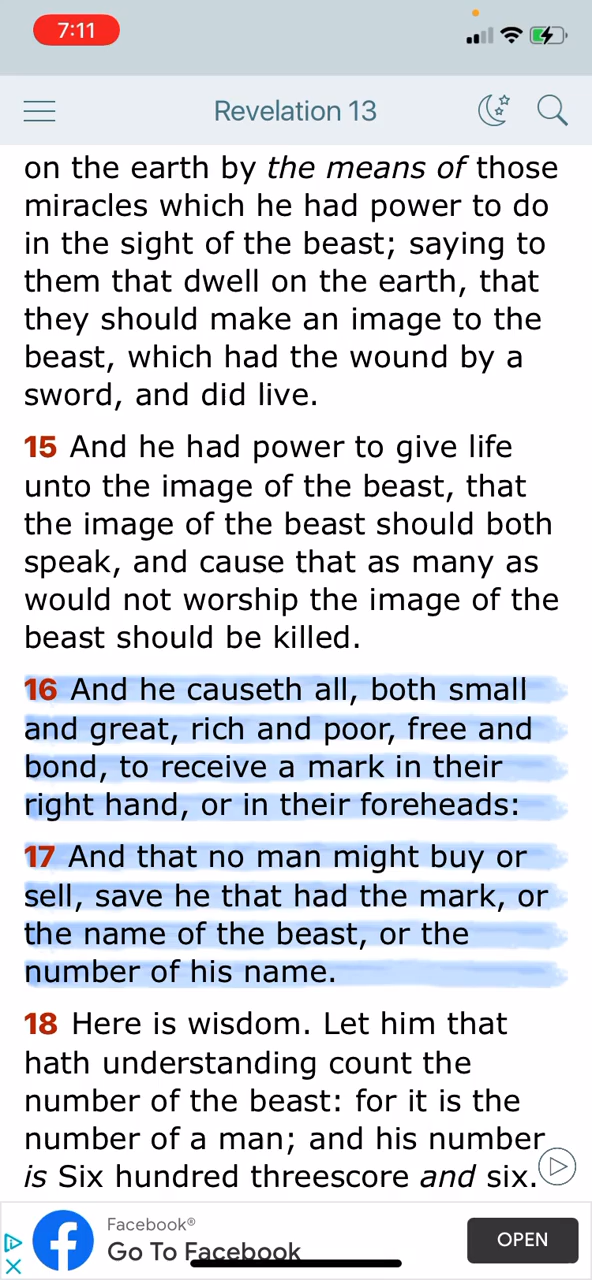 7:11
Revelation 13
on the earth by the means of those
miracles which he had power to do
in the sight of the beast; saying to
them that dwell on the earth, that
they should make an image to the
beast, which had the wound by a
sword, and did live.
15 And he had power to give life
unto the image of the beast, that
the image of the beast should both
speak, and cause that as many as
would not worship the image of the
beast should be killed.
16 And he causeth all, both small
and great, rich and poor, free and
bond, to receive a mark in their
right hand, or in their foreheads:
17 And that no man might buy or
sell, save he that had the mark, or
the name of the beast, or the
number of his name.
18 Here is wisdom. Let him that
hath understanding count the
number of the beast: for it is the
number of a man; and his number
is Six hundred threescore and six.
Facebook®
Go To Facebook
OPEN